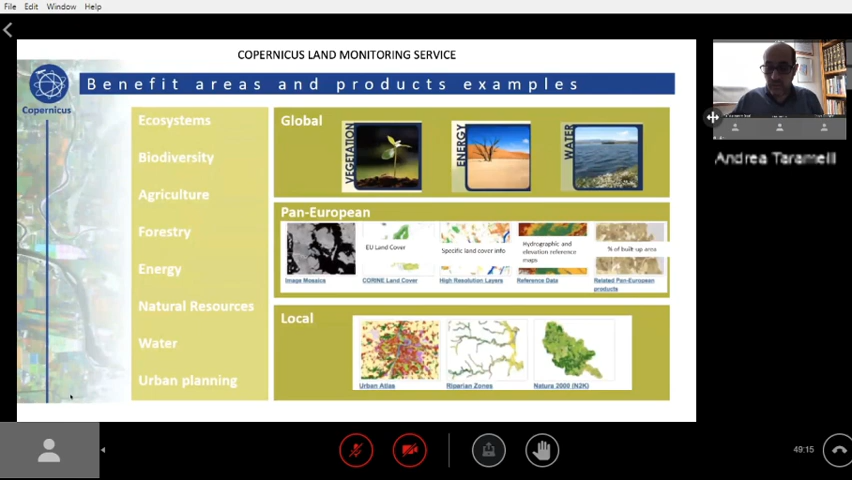 File Edit Window Help
COPERNICUS LAND MONITORING SERVICE
Benefit areas and products examples
Copernicus
Ecosystems
Biodiversity
Agriculture
Forestry
Energy
Natural Resources
Water
Urban planning
Global
VEGETATION
ENERGY
WATER
Pan-European
EU Land Cover
Specific land cover info
Hydrographic and
elevation reference
maps
% of built up area
Image Mosaics
CORINE Land Cover
High Resolution Layers
Reference Data
Related Pan-European
products
Local
Urban Atlas
Riparian Zones
Natura 2000 (N2K)
Andrea Taramelli
49:15